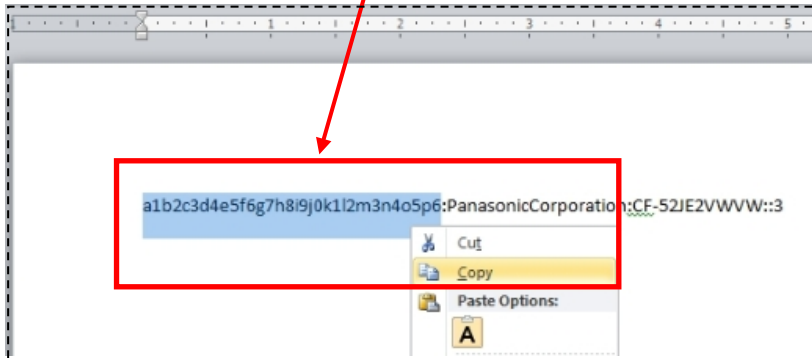 1 2 3 4 5
a1b2c3d4e5f6g7h8i9j0k1l2m3n4o5p6:PanasonicCorporation:CF-52JE2VWVW::3
Cut
Copy
Paste Options:
A